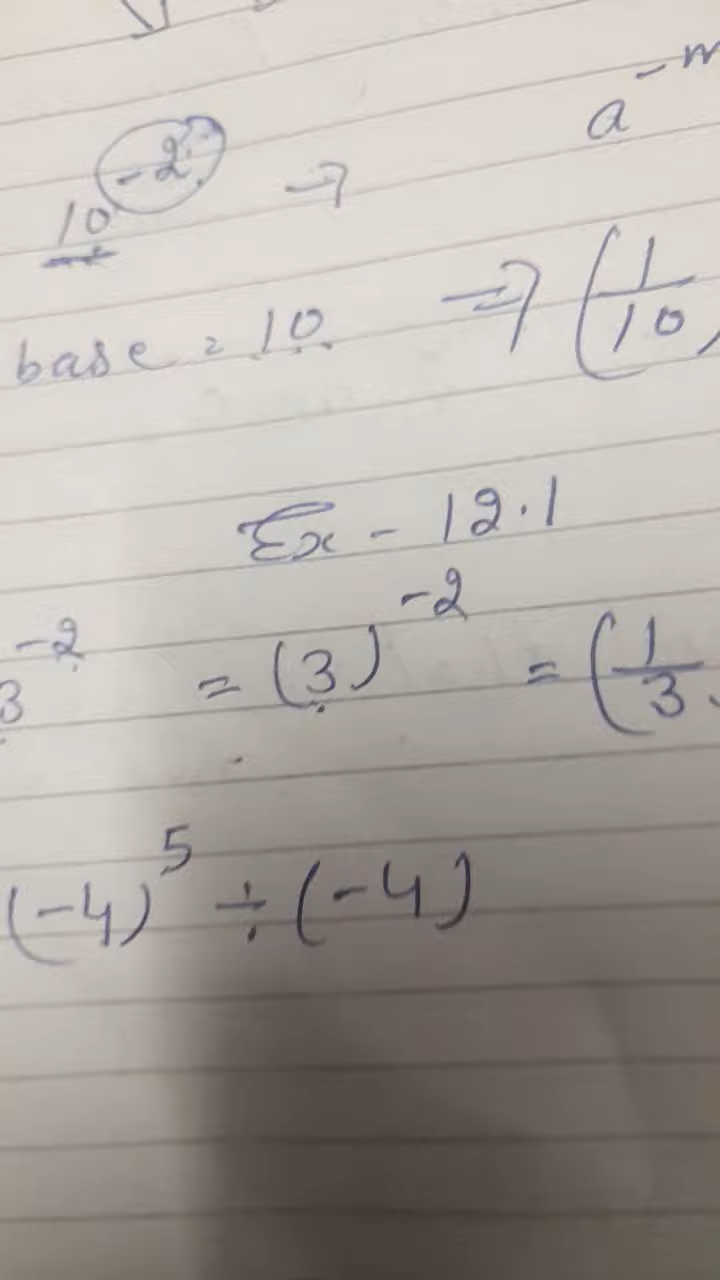 10⁻² → a⁻ᵐ
base = 10 ⇒ (1/10
Ex - 12.1
3⁻² = (3)⁻² = (1/3
(-4)⁵ ÷ (-4)